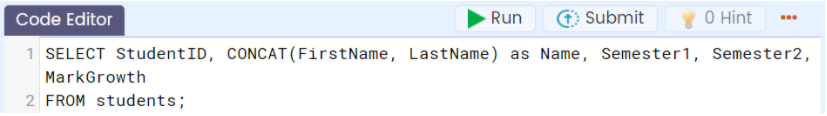 Code Editor
Run
Submit
0 Hint
1 SELECT StudentID, CONCAT(FirstName, LastName) as Name, Semester1, Semester2,
MarkGrowth
2 FROM students;